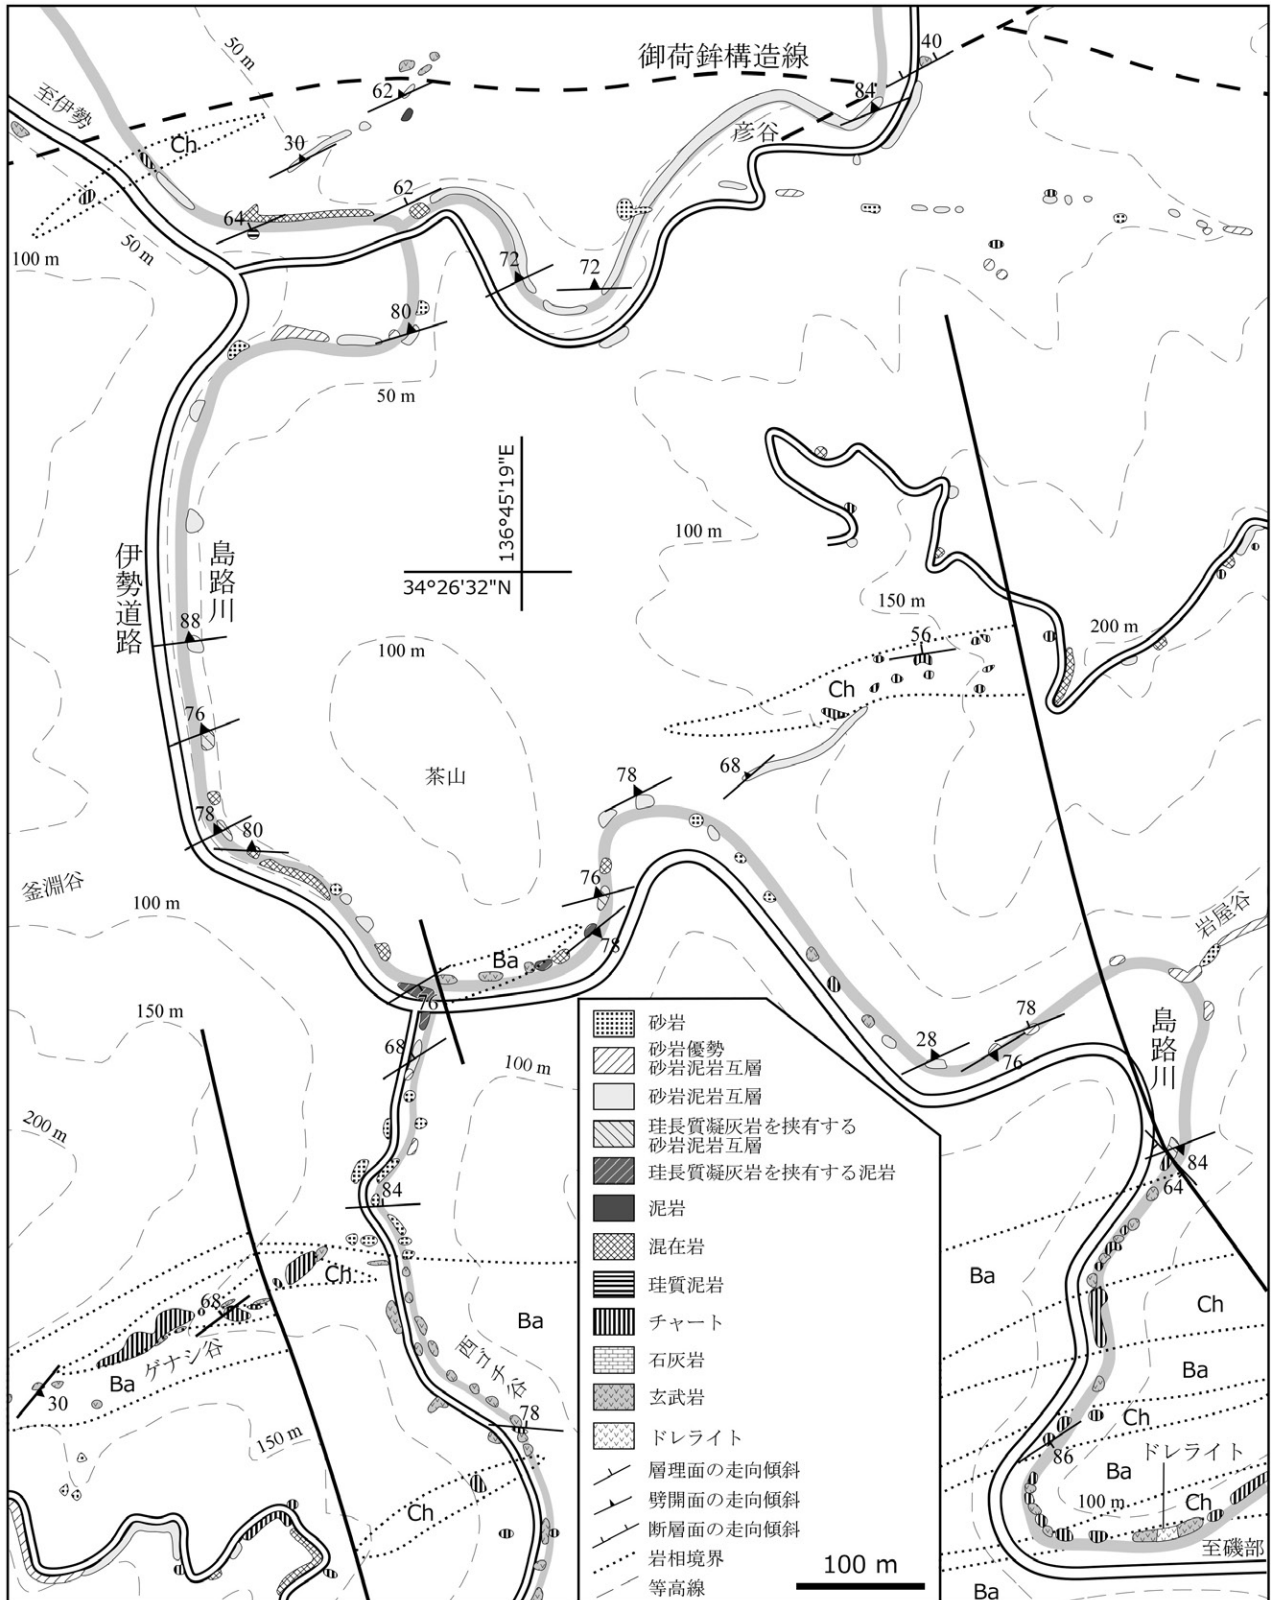 御荷鉾構造線
40
50 m
至伊勢
62
84
Ch
彦谷
30
62
64
50 m
100 m
72
72
80
50 m
136°45'19"E
34°26'32"N
100 m
伊勢道路
島路川
150 m
200 m
88
56
100 m
Ch
76
68
茶山
78
78
80
釜淵谷
100 m
76
78
岩屋谷
Ba
76
150 m
68
100 m
78
28
76
島路川
200 m
84
84
64
砂岩
砂岩優勢
砂岩泥岩互層
砂岩泥岩互層
珪長質凝灰岩を挟有する
砂岩泥岩互層
珪長質凝灰岩を挟有する泥岩
泥岩
混在岩
珪質泥岩
チャート
石灰岩
玄武岩
ドレライト
層理面の走向傾斜
劈開面の走向傾斜
断層面の走向傾斜
岩相境界
等高線
100 m
Ch
68
ゲナシ谷
Ba
30
Ba
西ゴチ谷
78
150 m
Ch
Ba
Ch
Ba
Ch
86
Ba
ドレライト
100 m
Ch
至磯部
Ba